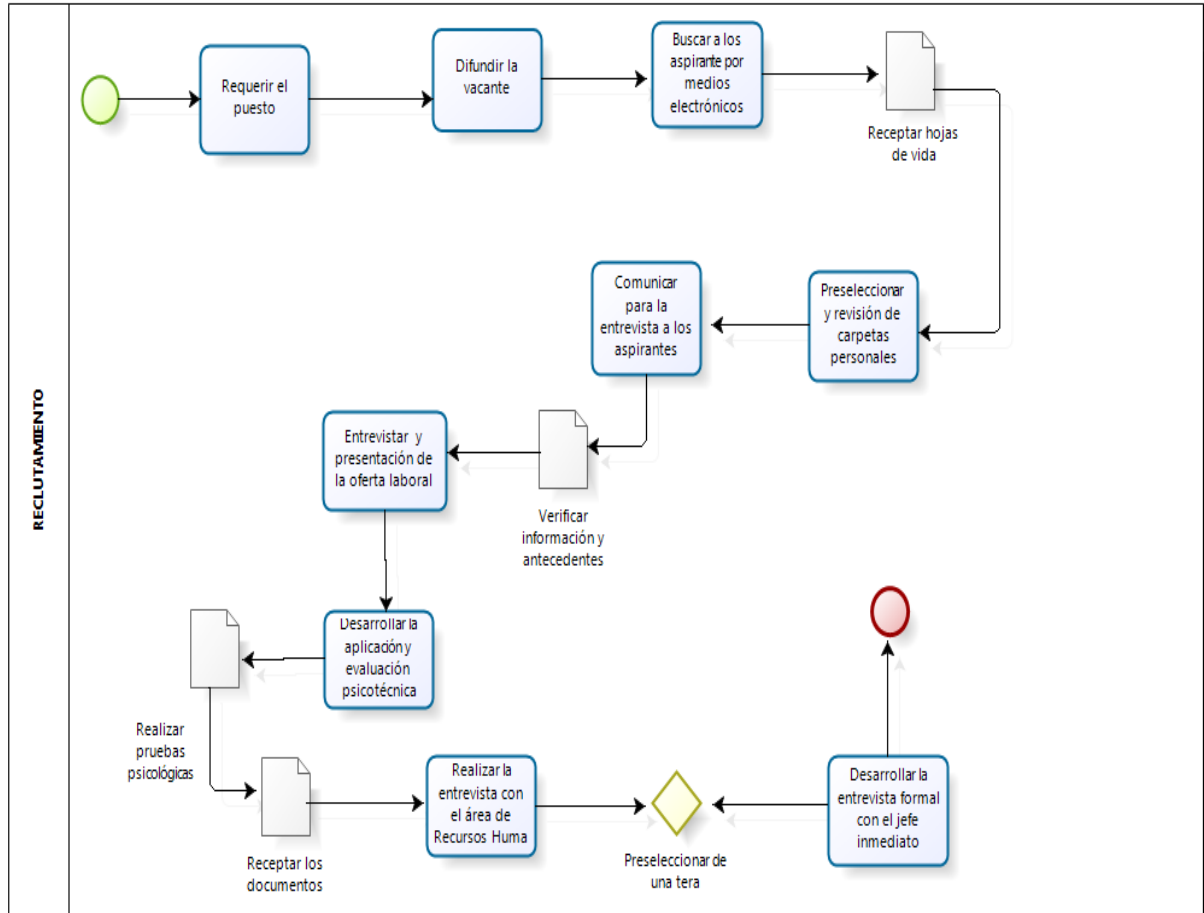 RECLUTAMIENTO
Requerir el
puesto
Difundir la
vacante
Buscar a los
aspirante por
medios
electrónicos
Receptar hojas
de vida
Preseleccionar
y revisión de
carpetas
personales
Comunicar
para la
entrevista a los
aspirantes
Verificar
información y
antecedentes
Entrevistar y
presentación de
la oferta laboral
Desarrollar la
aplicación y
evaluación
psicotécnica
Realizar
pruebas
psicológicas
Receptar los
documentos
Realizar la
entrevista con
el área de
Recursos Huma
Preseleccionar de
una tera
Desarrollar la
entrevista formal
con el jefe
inmediato